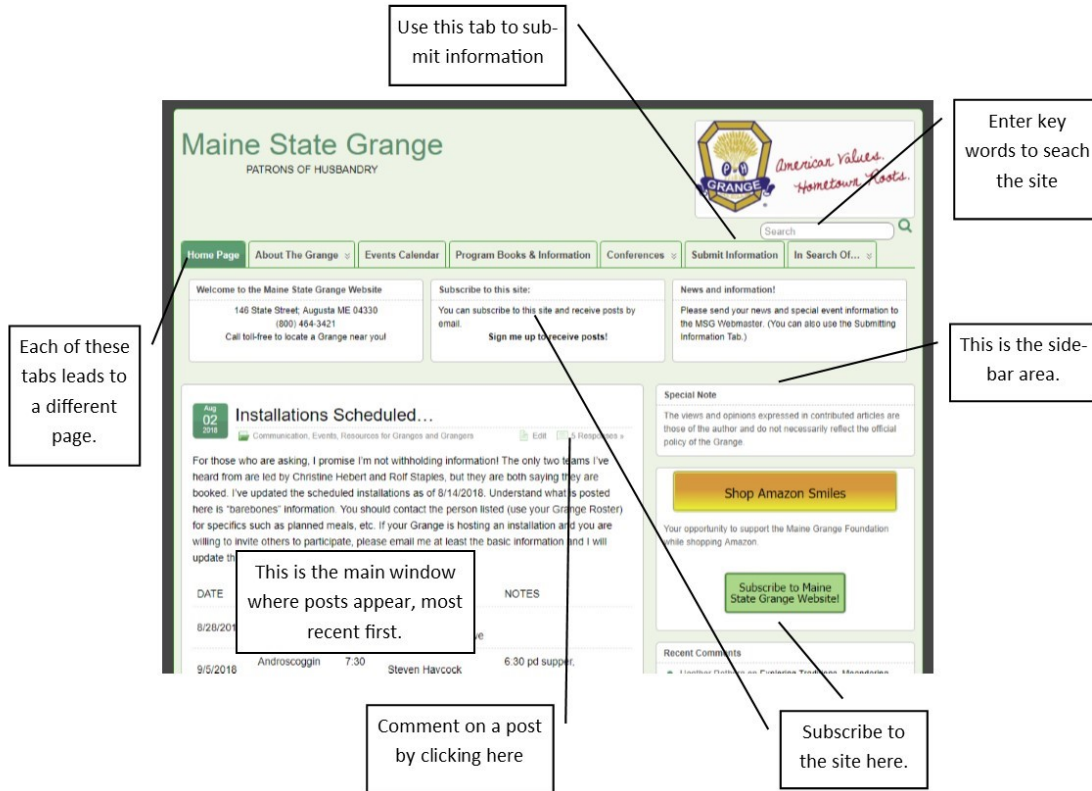 Use this tab to sub-
mit information
Enter key
words to seach
the site
Maine State Grange
PATRONS OF HUSBANDRY
P H
GRANGE
American Values.
Hometown Roots.
Search
Home Page About The Grange Events Calendar Program Books & Information Conferences Submit Information In Search Of...
Welcome to the Maine State Grange Website
146 State Street; Augusta ME 04330
(800) 464-3421
Call toll-free to locate a Grange near you!
Subscribe to this site:
You can subscribe to this site and receive posts by
email.
Sign me up to receive posts!
News and information!
Please send your news and special event information to
the MSG Webmaster. (You can also use the Submitting
Information Tab.)
Each of these
tabs leads to
a different
page.
This is the side-
bar area.
Aug
02
2018
Installations Scheduled...
Communication, Events, Resources for Granges and Grangers Edit 5 Responses »
For those who are asking, I promise I'm not withholding information! The only two teams I've
heard from are led by Christine Hebert and Rolf Staples, but they are both saying they are
booked. I've updated the scheduled installations as of 8/14/2018. Understand what is posted
here is "barebones" information. You should contact the person listed (use your Grange Roster)
for specifics such as planned meals, etc. If your Grange is hosting an installation and you are
willing to invite others to participate, please email me at least the basic information and I will
update
This is the main window
where posts appear, most
recent first.
DATE NOTES
9/5/2018 Androscoggin 7:30 Steven Haycock 6:30 pd supper,
Special Note
The views and opinions expressed in contributed articles are
those of the author and do not necessarily reflect the official
policy of the Grange.
Shop Amazon Smiles
Your opportunity to support the Maine Grange Foundation
while shopping Amazon.
Subscribe to Maine
State Grange Website!
Recent Comments
Comment on a post
by clicking here
Subscribe to
the site here.